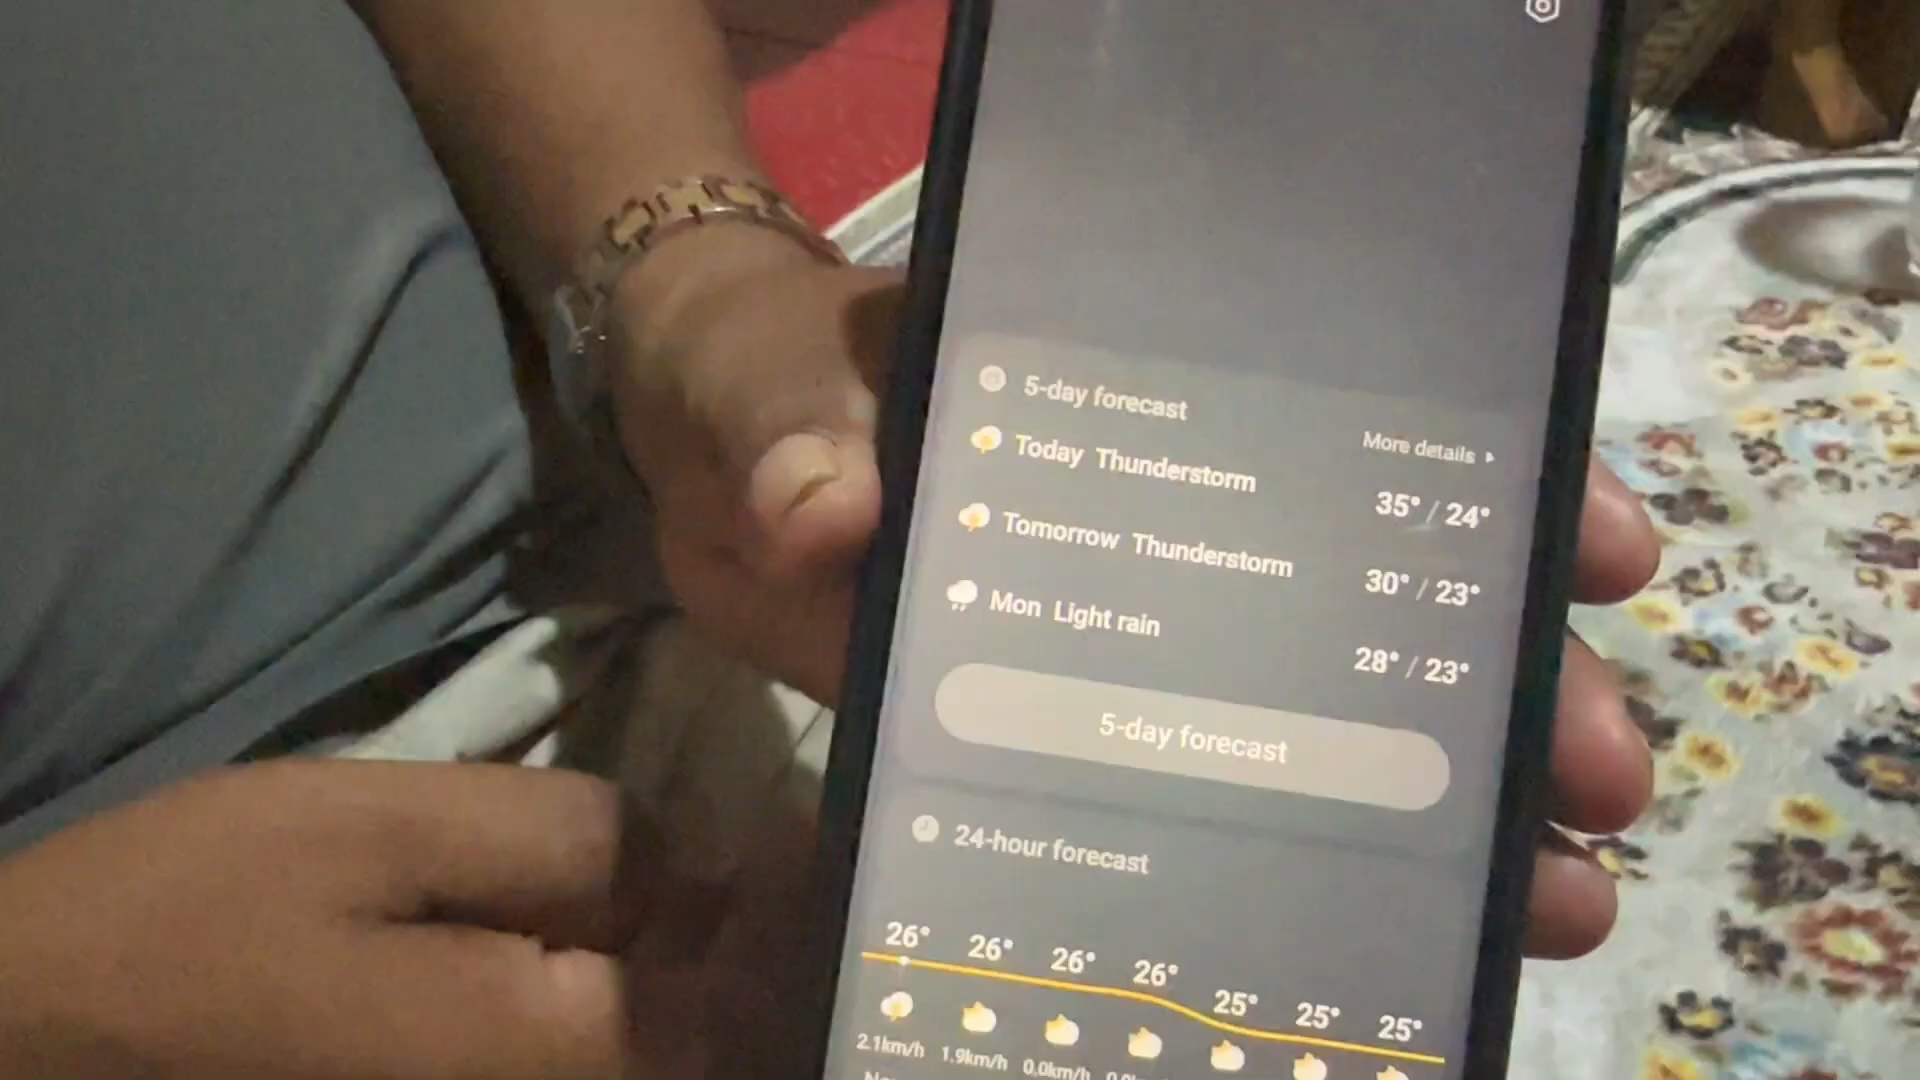 5-day forecast
More details
Today Thunderstorm 35° / 24°
Tomorrow Thunderstorm 30° / 23°
Mon Light rain 28° / 23°
5-day forecast
24-hour forecast
26° 26° 26° 26° 25° 25° 25°
2.1km/h 1.9km/h 0.0km/h